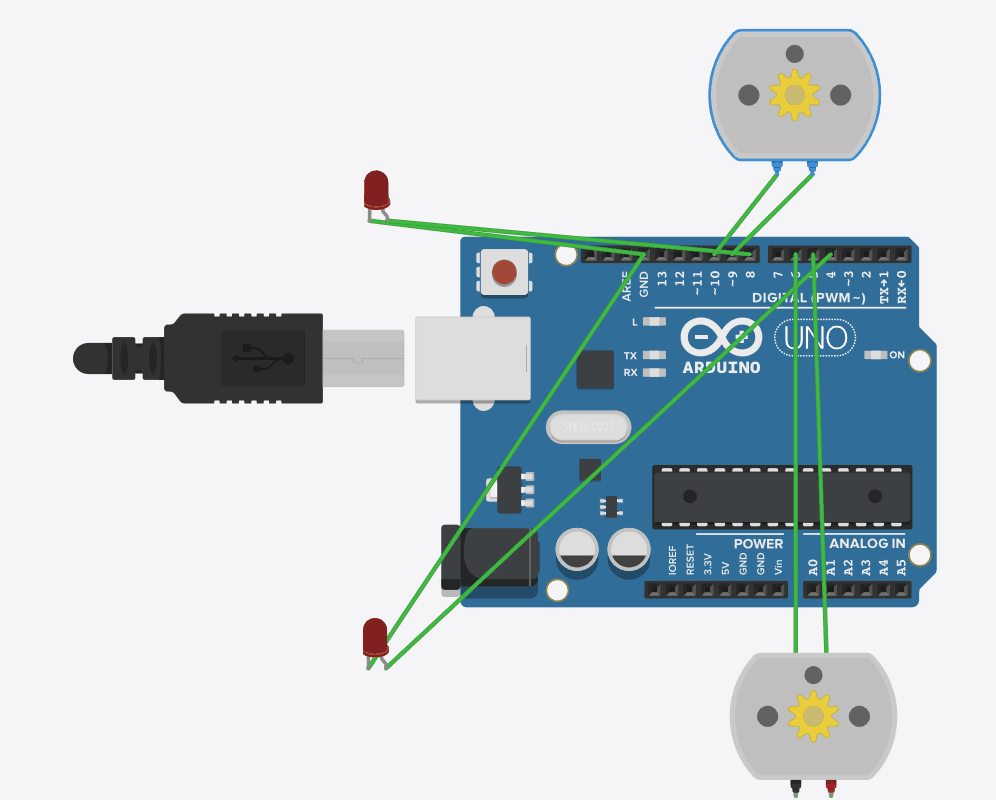 AREF
GND
13
12
~11
~10
~9
8
7
6
5
4
~3
2
TX→1
RX←0
DIGITAL (PWM~)
L
TX
RX
ARDUINO
UNO
ON
SPK16.000G
POWER
ANALOG IN
IOREF
RESET
3.3V
5V
GND
GND
Vin
A0
A1
A2
A3
A4
A5